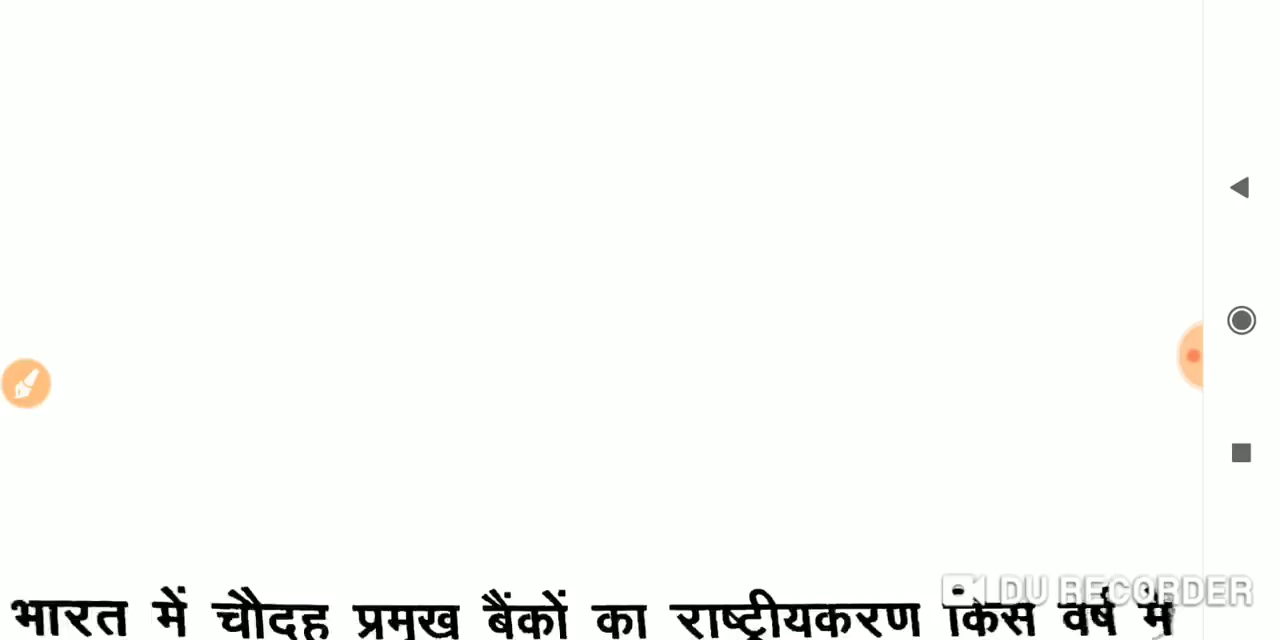 DU RECORDER
भारत में चौदह प्रमुख बैंकों का राष्ट्रीयकरण किस वर्ष में